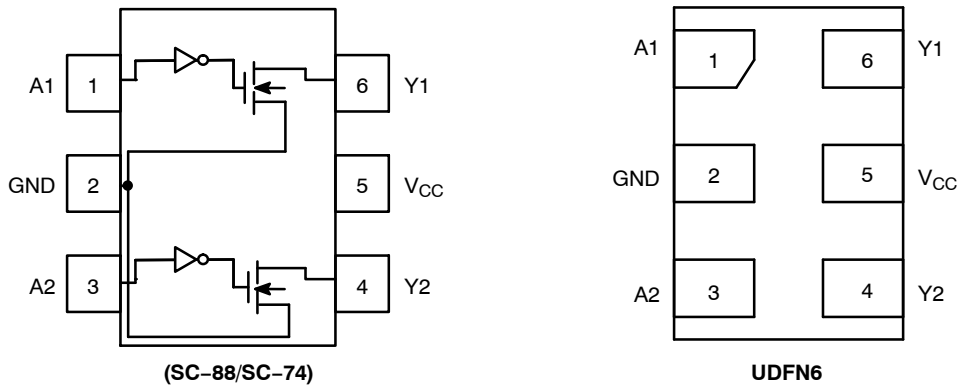 A1 1 6 Y1
GND 2 5 VCC
A2 3 4 Y2
(SC–88/SC–74)
A1 1 6 Y1
GND 2 5 VCC
A2 3 4 Y2
UDFN6